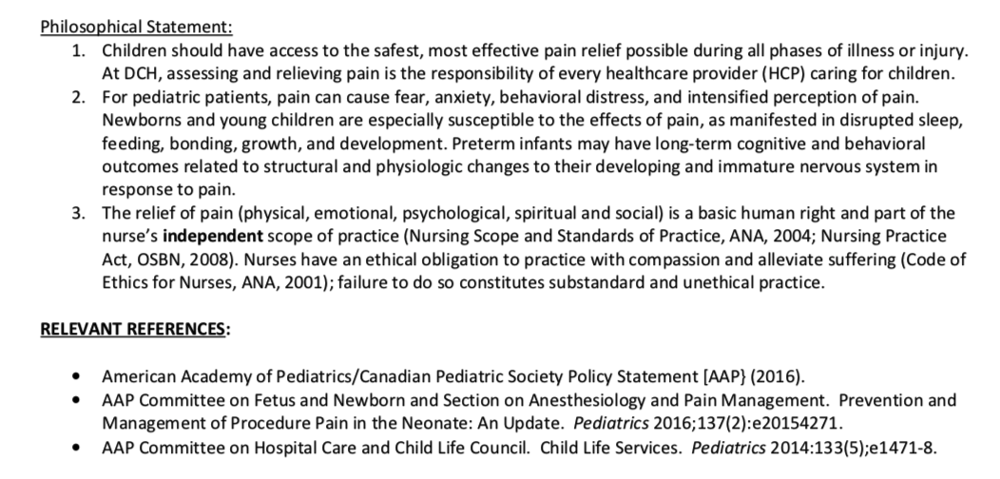 Philosophical Statement:
1. Children should have access to the safest, most effective pain relief possible during all phases of illness or injury.
At DCH, assessing and relieving pain is the responsibility of every healthcare provider (HCP) caring for children.
2. For pediatric patients, pain can cause fear, anxiety, behavioral distress, and intensified perception of pain.
Newborns and young children are especially susceptible to the effects of pain, as manifested in disrupted sleep,
feeding, bonding, growth, and development. Preterm infants may have long-term cognitive and behavioral
outcomes related to structural and physiologic changes to their developing and immature nervous system in
response to pain.
3. The relief of pain (physical, emotional, psychological, spiritual and social) is a basic human right and part of the
nurse’s independent scope of practice (Nursing Scope and Standards of Practice, ANA, 2004; Nursing Practice
Act, OSBN, 2008). Nurses have an ethical obligation to practice with compassion and alleviate suffering (Code of
Ethics for Nurses, ANA, 2001); failure to do so constitutes substandard and unethical practice.
RELEVANT REFERENCES:
• American Academy of Pediatrics/Canadian Pediatric Society Policy Statement [AAP} (2016).
• AAP Committee on Fetus and Newborn and Section on Anesthesiology and Pain Management. Prevention and
Management of Procedure Pain in the Neonate: An Update. Pediatrics 2016;137(2):e20154271.
• AAP Committee on Hospital Care and Child Life Council. Child Life Services. Pediatrics 2014:133(5);e1471-8.